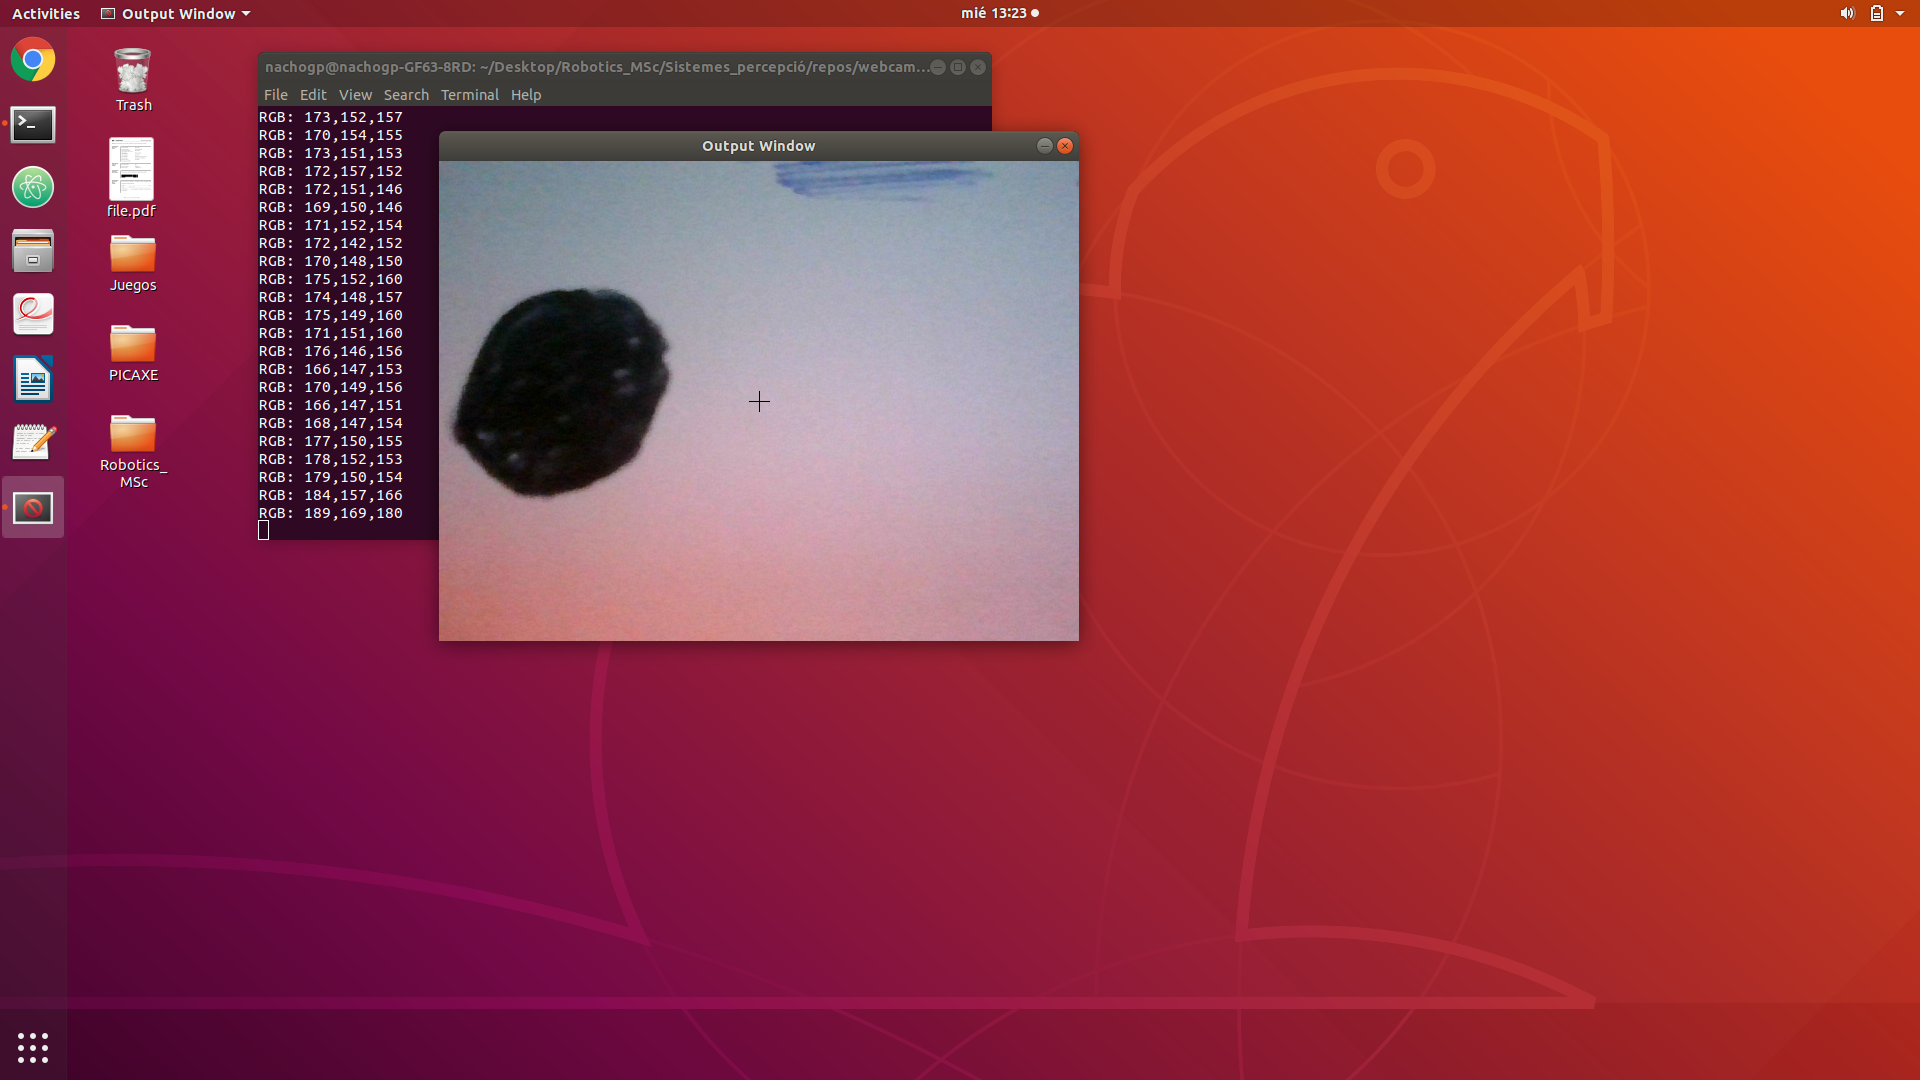 Activities
Output Window
mié 13:23
Trash
file.pdf
Juegos
PICAXE
Robotics_
MSc
nachogp@nachogp-GF63-8RD: ~/Desktop/Robotics_MSc/Sistemes_percepció/repos/webcam...
File Edit View Search Terminal Help
RGB: 173,152,157
RGB: 170,154,155
RGB: 173,151,153
RGB: 172,157,152
RGB: 172,151,146
RGB: 169,150,146
RGB: 171,152,154
RGB: 172,142,152
RGB: 170,148,150
RGB: 175,152,160
RGB: 174,148,157
RGB: 175,149,160
RGB: 171,151,160
RGB: 176,146,156
RGB: 166,147,153
RGB: 170,149,156
RGB: 166,147,151
RGB: 168,147,154
RGB: 177,150,155
RGB: 178,152,153
RGB: 179,150,154
RGB: 184,157,166
RGB: 189,169,180
Output Window